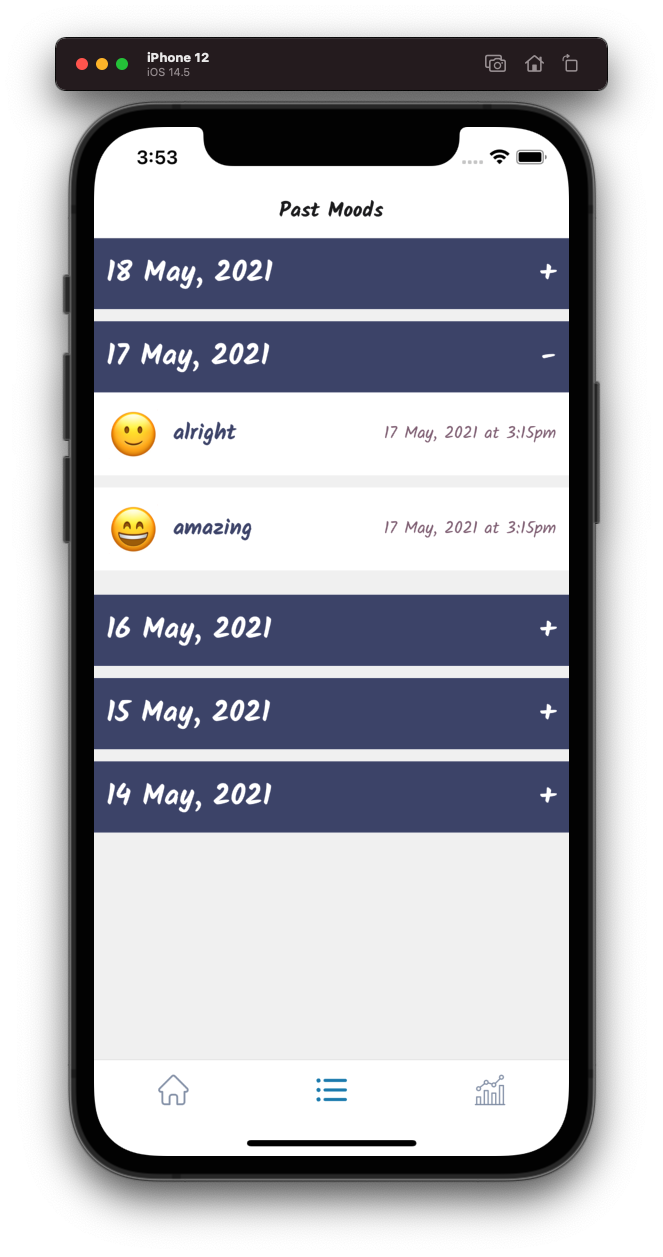 iPhone 12
iOS 14.5
3:53
Past Moods
18 May, 2021 +
17 May, 2021 -
alright 17 May, 2021 at 3:15pm
amazing 17 May, 2021 at 3:15pm
16 May, 2021 +
15 May, 2021 +
14 May, 2021 +